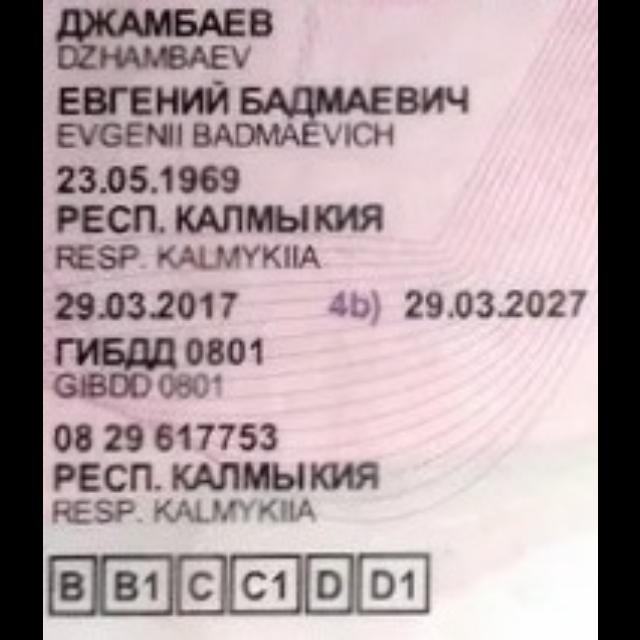 ДЖАМБАЕВ
DZHAMBAEV
ЕВГЕНИЙ БАДМАЕВИЧ
EVGENII BADMAEVICH
23.05.1969
РЕСП. КАЛМЫКИЯ
RESP. KALMYKIIA
29.03.2017 4b) 29.03.2027
ГИБДД 0801
GIBDD 0801
08 29 617753
РЕСП. КАЛМЫКИЯ
RESP. KALMYKIIA
B B1 C C1 D D1